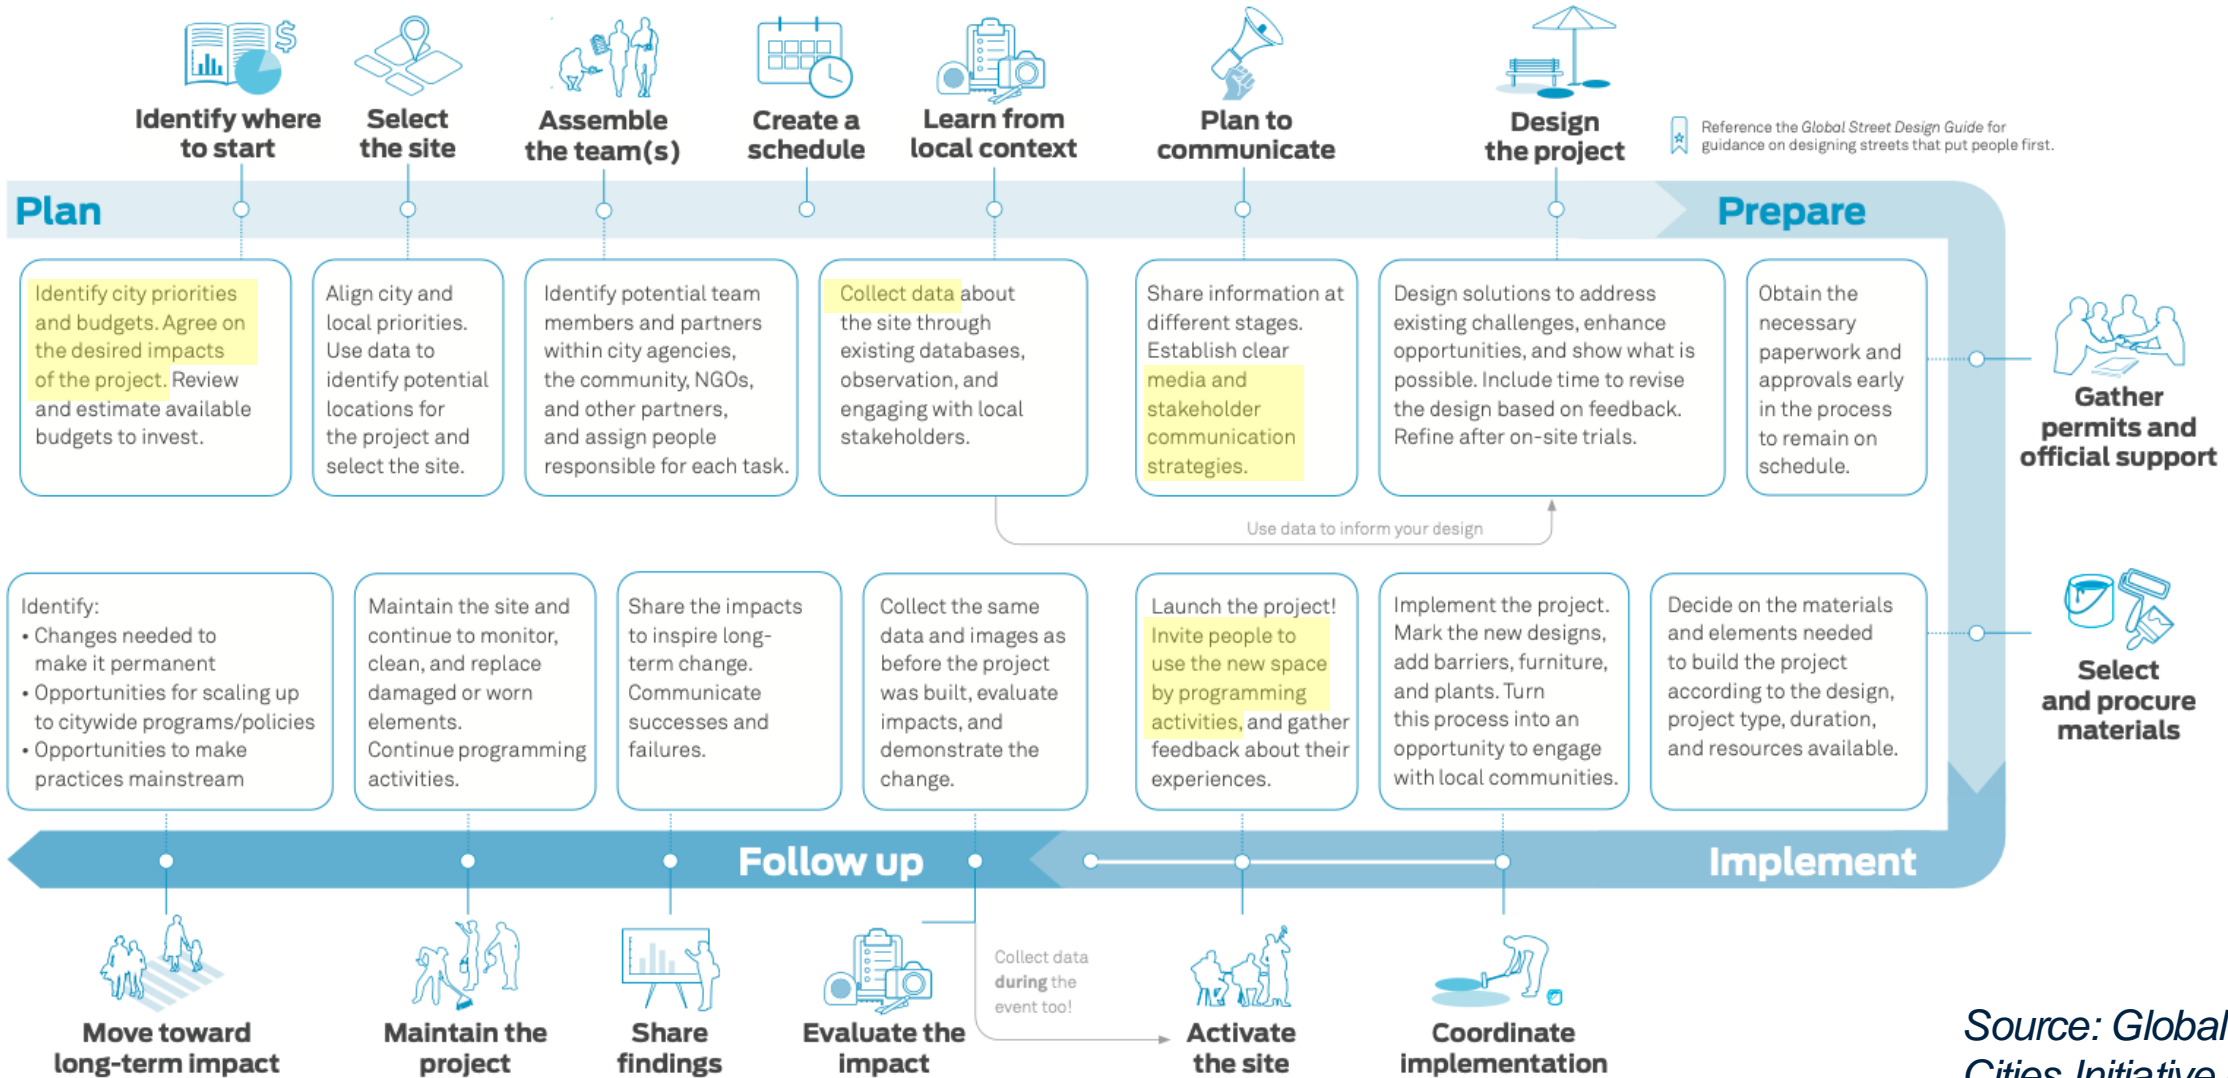 Identify where
to start
Select
the site
Assemble
the team(s)
Create a
schedule
Learn from
local context
Plan to
communicate
Design
the project
Reference the Global Street Design Guide for
guidance on designing streets that put people first.
Plan
Prepare
Identify city priorities
and budgets. Agree on
the desired impacts
of the project. Review
and estimate available
budgets to invest.
Align city and
local priorities.
Use data to
identify potential
locations for
the project and
select the site.
Identify potential team
members and partners
within city agencies,
the community, NGOs,
and other partners,
and assign people
responsible for each task.
Collect data about
the site through
existing databases,
observation, and
engaging with local
stakeholders.
Share information at
different stages.
Establish clear
media and
stakeholder
communication
strategies.
Design solutions to address
existing challenges, enhance
opportunities, and show what is
possible. Include time to revise
the design based on feedback.
Refine after on-site trials.
Obtain the
necessary
paperwork and
approvals early
in the process
to remain on
schedule.
Gather
permits and
official support
Use data to inform your design
Identify:
• Changes needed to
make it permanent
• Opportunities for scaling up
to citywide programs/policies
• Opportunities to make
practices mainstream
Maintain the site and
continue to monitor,
clean, and replace
damaged or worn
elements.
Continue programming
activities.
Share the impacts
to inspire long-
term change.
Communicate
successes and
failures.
Collect the same
data and images as
before the project
was built, evaluate
impacts, and
demonstrate the
change.
Launch the project!
Invite people to
use the new space
by programming
activities, and gather
feedback about their
experiences.
Implement the project.
Mark the new designs,
add barriers, furniture,
and plants. Turn
this process into an
opportunity to engage
with local communities.
Decide on the materials
and elements needed
to build the project
according to the design,
project type, duration,
and resources available.
Select
and procure
materials
Follow up
Implement
Collect data
during the
event too!
Move toward
long-term impact
Maintain the
project
Share
findings
Evaluate the
impact
Activate
the site
Coordinate
implementation
Source: Global
Cities Initiative